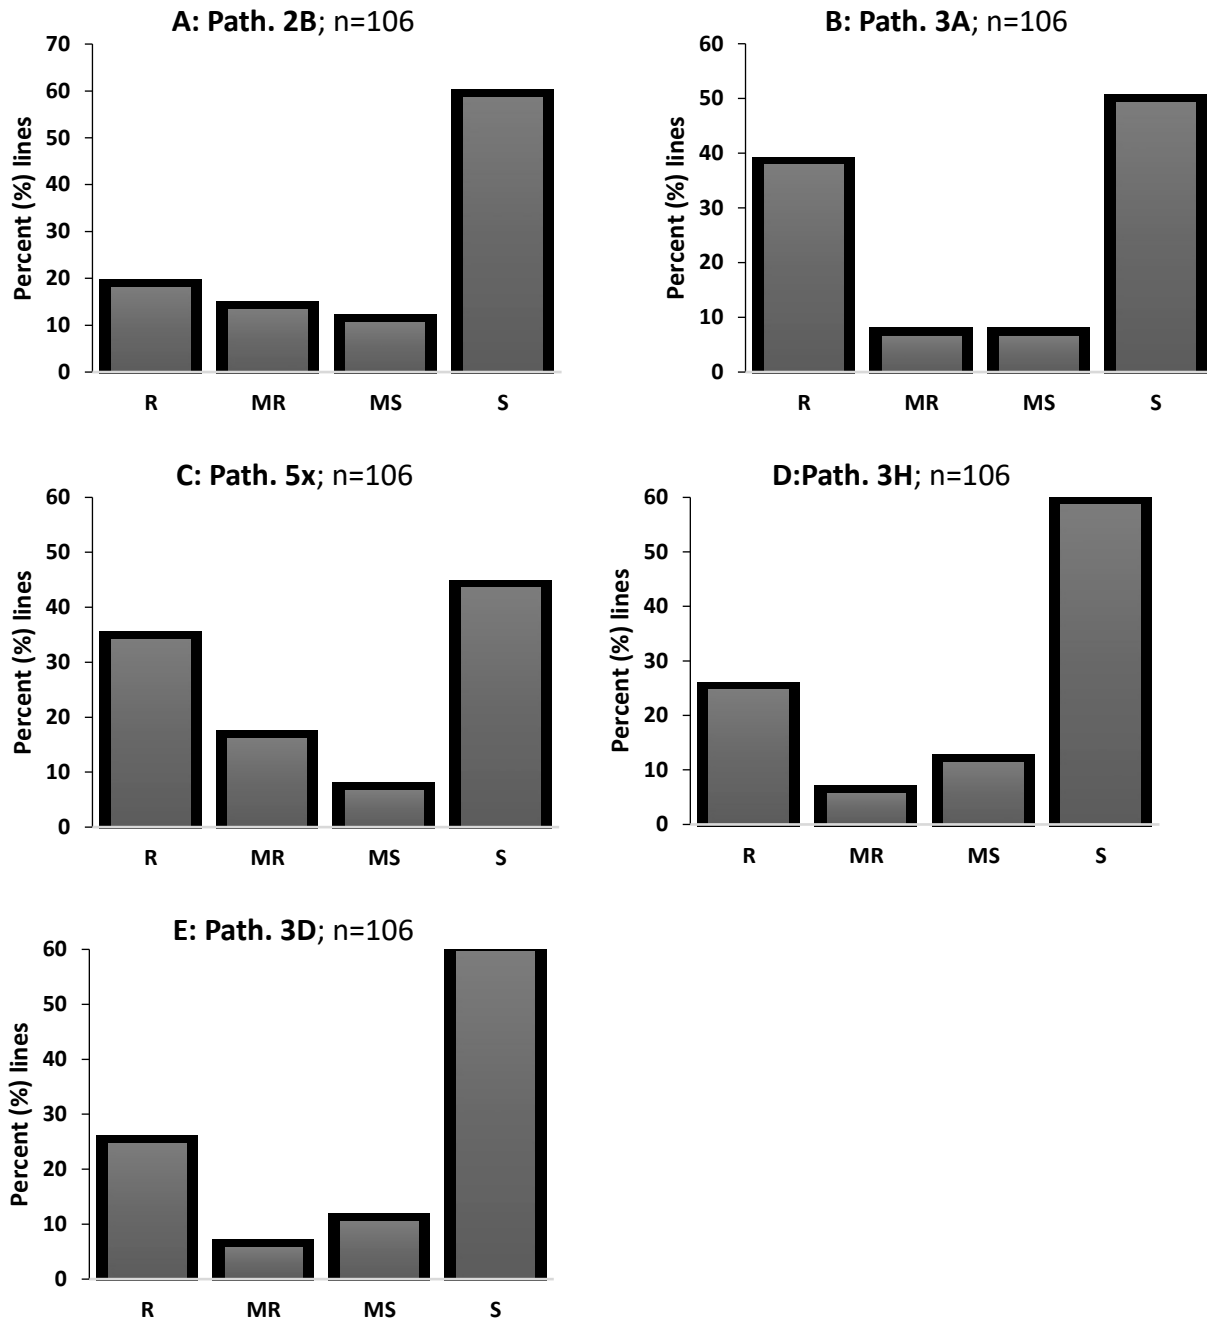 A: Path. 2B; n=106
Percent (%) lines
70
60
50
40
30
20
10
0
R MR MS S
B: Path. 3A; n=106
Percent (%) lines
60
50
40
30
20
10
0
R MR MS S
C: Path. 5x; n=106
Percent (%) lines
60
50
40
30
20
10
0
R MR MS S
D:Path. 3H; n=106
Percent (%) lines
60
50
40
30
20
10
0
R MR MS S
E: Path. 3D; n=106
Percent (%) lines
60
50
40
30
20
10
0
R MR MS S